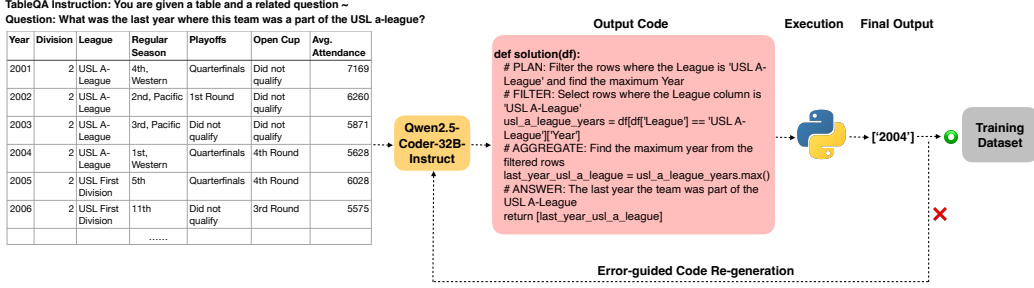 TableQA Instruction: You are given a table and a related question ~
Question: What was the last year where this team was a part of the USL a-league?
Year Division League Regular Season Playoffs Open Cup Avg. Attendance
2001 2 USL A-League 4th, Western Quarterfinals Did not qualify 7169
2002 2 USL A-League 2nd, Pacific 1st Round Did not qualify 6260
2003 2 USL A-League 3rd, Pacific Did not qualify Did not qualify 5871
2004 2 USL A-League 1st, Western Quarterfinals 4th Round 5628
2005 2 USL First Division 5th Quarterfinals 4th Round 6028
2006 2 USL First Division 11th Did not qualify 3rd Round 5575
......
Qwen2.5-
Coder-32B-
Instruct
Output Code
def solution(df):
# PLAN: Filter the rows where the League is 'USL A-
League' and find the maximum Year
# FILTER: Select rows where the League column is
'USL A-League'
usl_a_league_years = df[df['League'] == 'USL A-
League']['Year']
# AGGREGATE: Find the maximum year from the
filtered rows
last_year_usl_a_league = usl_a_league_years.max()
# ANSWER: The last year the team was part of the
USL A-League
return [last_year_usl_a_league]
Execution
Final Output
['2004']
Training
Dataset
Error-guided Code Re-generation